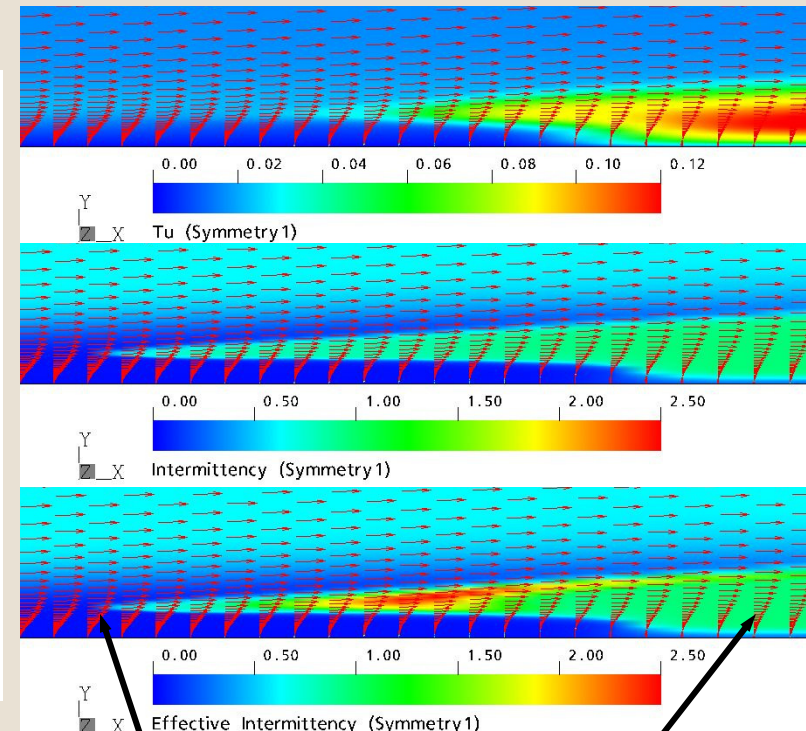 0.00 0.02 0.04 0.06 0.08 0.10 0.12
Y
Z X
Tu (Symmetry1)
0.00 0.50 1.00 1.50 2.00 2.50
Y
Z X
Intermittency (Symmetry1)
0.00 0.50 1.00 1.50 2.00 2.50
Y
Z X
Effective Intermittency (Symmetry1)